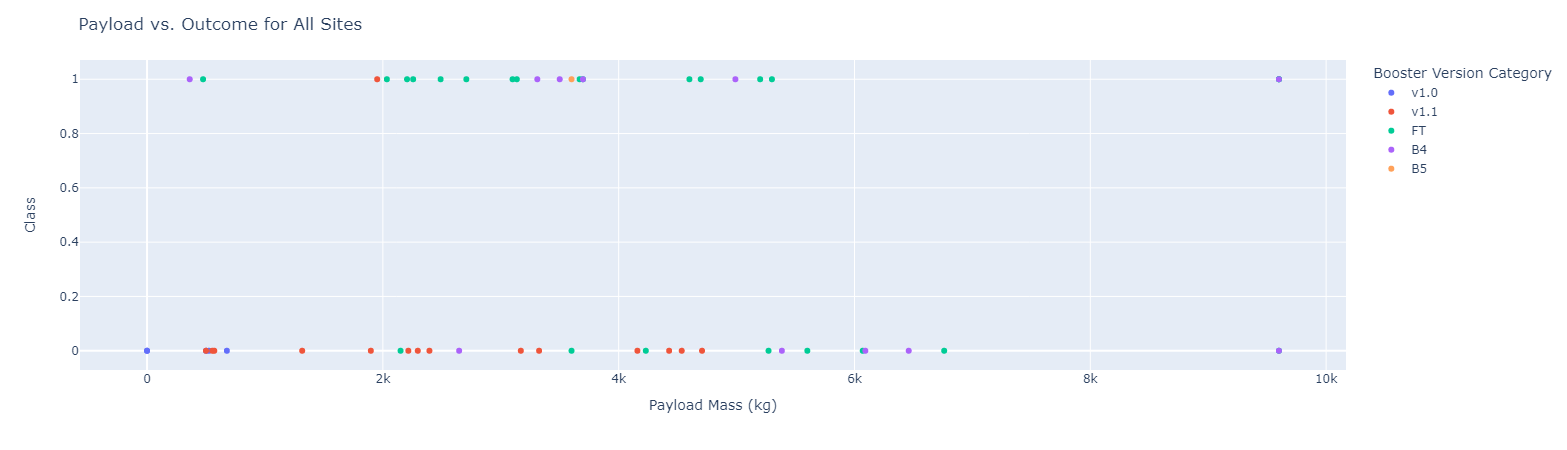 Payload vs. Outcome for All Sites
Booster Version Category
v1.0
v1.1
FT
B4
B5
Class
1
0.8
0.6
0.4
0.2
0
0 2k 4k 6k 8k 10k
Payload Mass (kg)